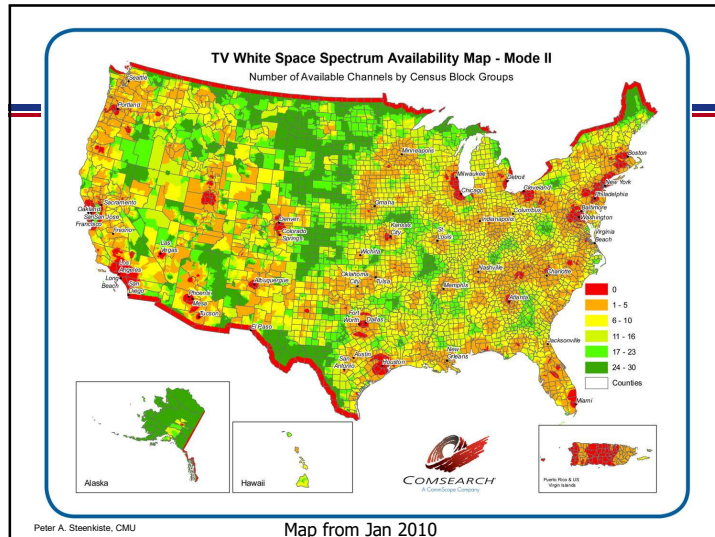 TV White Space Spectrum Availability Map - Mode II
Number of Available Channels by Census Block Groups
Seattle
Portland
Minneapolis
Boston
Milwaukee
Detroit
Chicago
Cleveland
New York
Philadelphia
Oakland
Sacramento
San Francisco
San Jose
Omaha
Columbus
Baltimore
Washington
Denver
Indianapolis
Fresno
Colorado Springs
Kansas City
St. Louis
Virginia Beach
Las Vegas
Wichita
Los Angeles
Nashville
Charlotte
Long Beach
Oklahoma City
Tulsa
San Diego
Albuquerque
Memphis
Phoenix
Mesa
Atlanta
Tucson
Fort Worth
Dallas
El Paso
Jacksonville
Austin
New Orleans
San Antonio
Houston
Miami
0
1 - 5
6 - 10
11 - 16
17 - 23
24 - 30
Counties
Alaska
Hawaii
COMSEARCH
A CommScope Company
Puerto Rico & US
Virgin Islands
Peter A. Steenkiste, CMU
Map from Jan 2010